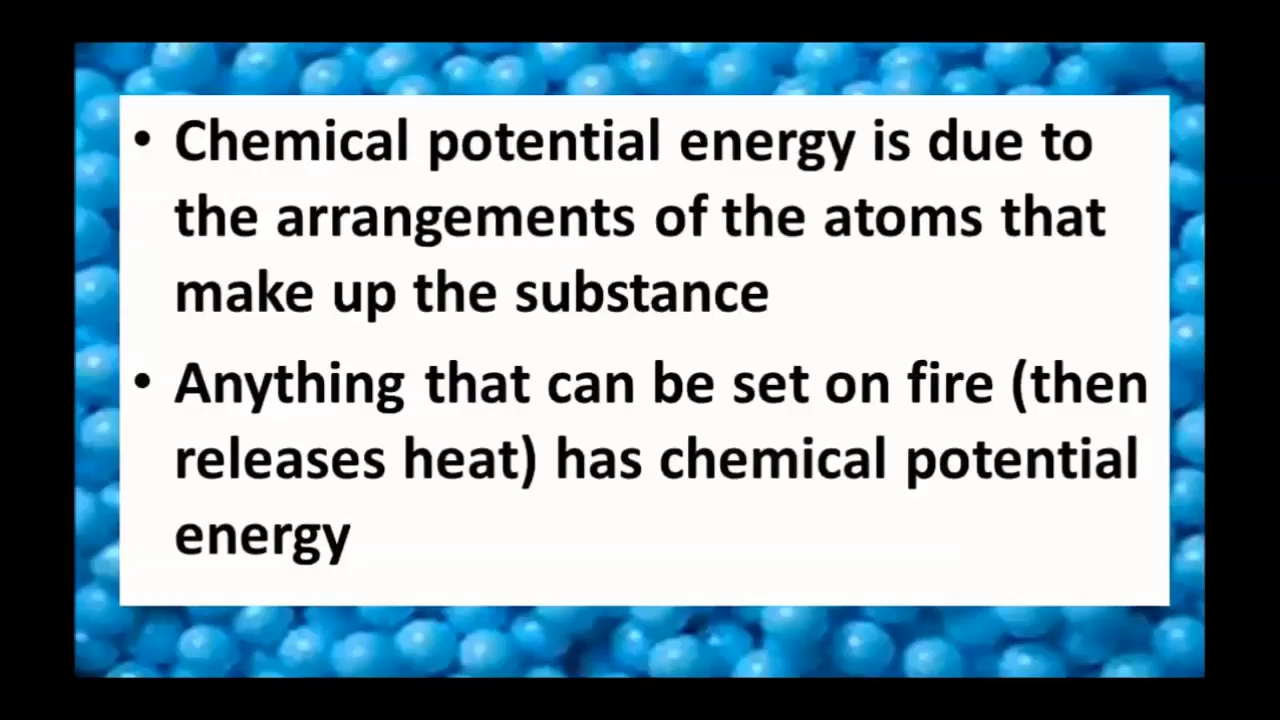 • Chemical potential energy is due to
the arrangements of the atoms that
make up the substance
• Anything that can be set on fire (then
releases heat) has chemical potential
energy